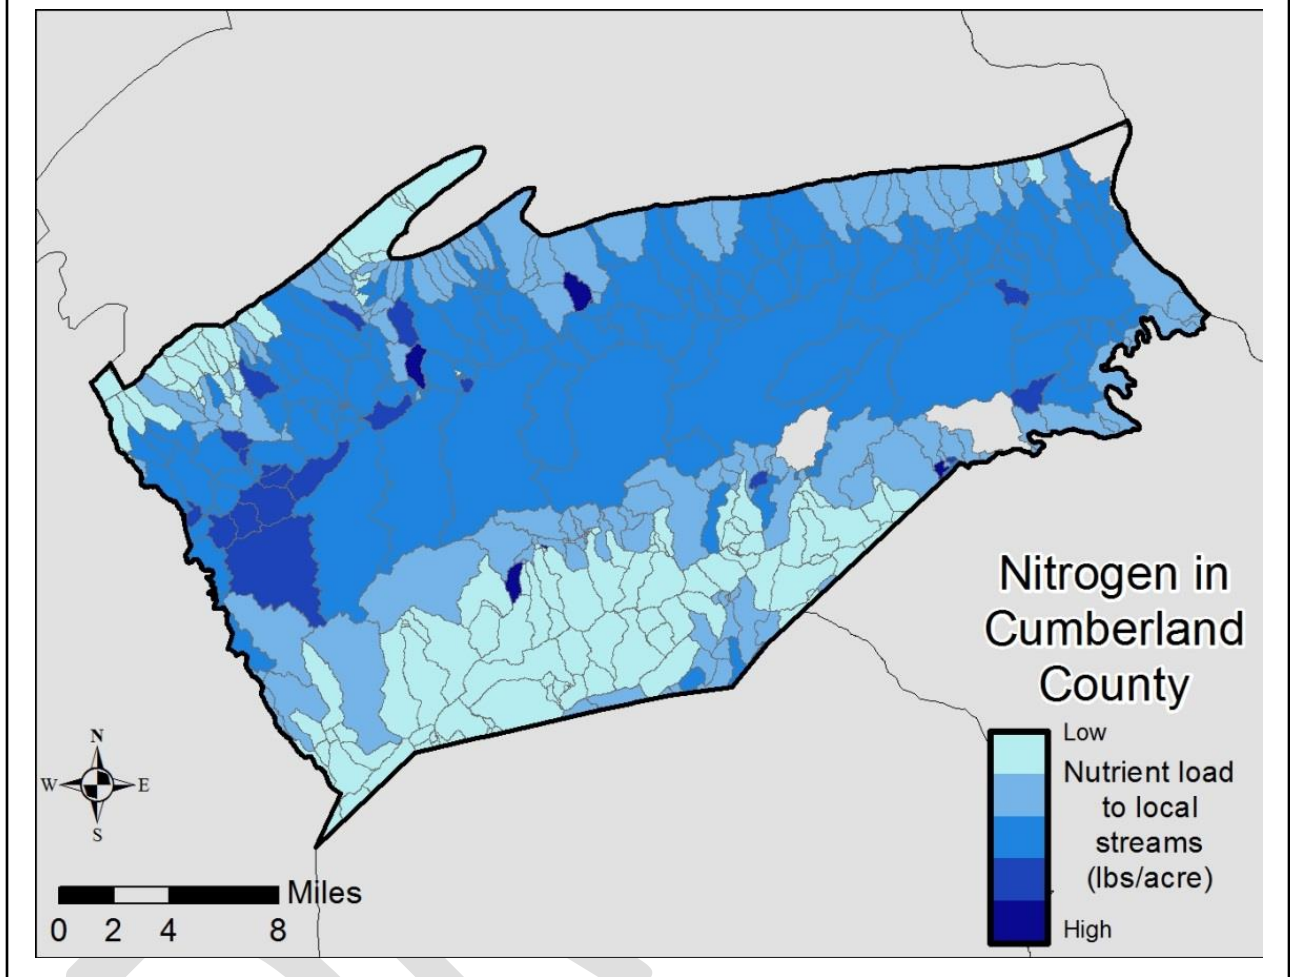 Nitrogen in
Cumberland
County
Low
Nutrient load
to local
streams
(lbs/acre)
High
N
W E
S
Miles
0 2 4 8